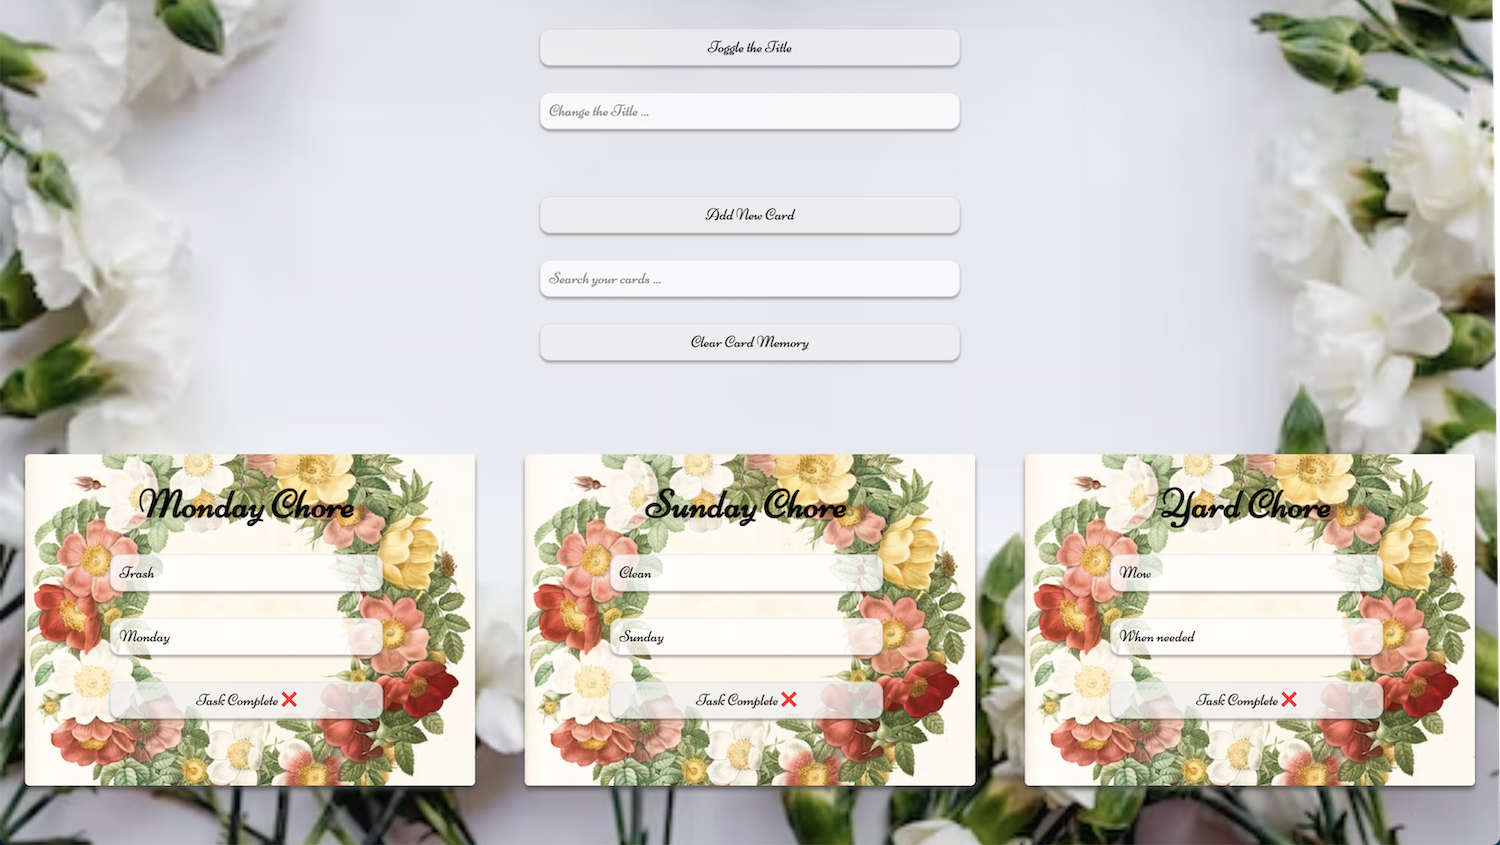 Toggle the Title
Change the Title ...
Add New Card
Search your cards ...
Clear Card Memory
Monday Chore
Trash
Monday
Task Complete ❌
Sunday Chore
Clean
Sunday
Task Complete ❌
Yard Chore
Mow
When needed
Task Complete ❌